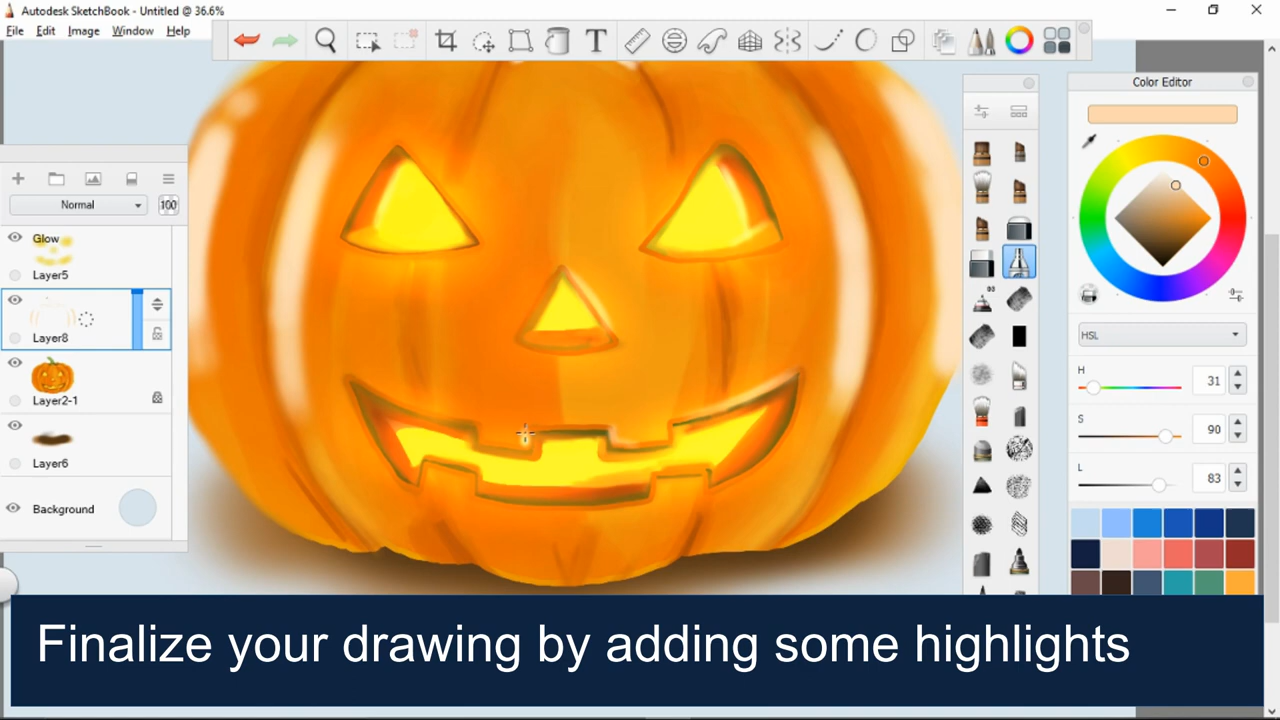 Autodesk SketchBook - Untitled @ 36.6%
File Edit Image Window Help
T
Color Editor
Normal
100
Glow
Layer5
Layer8
Layer2-1
Layer6
Background
HSL
H 31
S 90
L 83
Finalize your drawing by adding some highlights